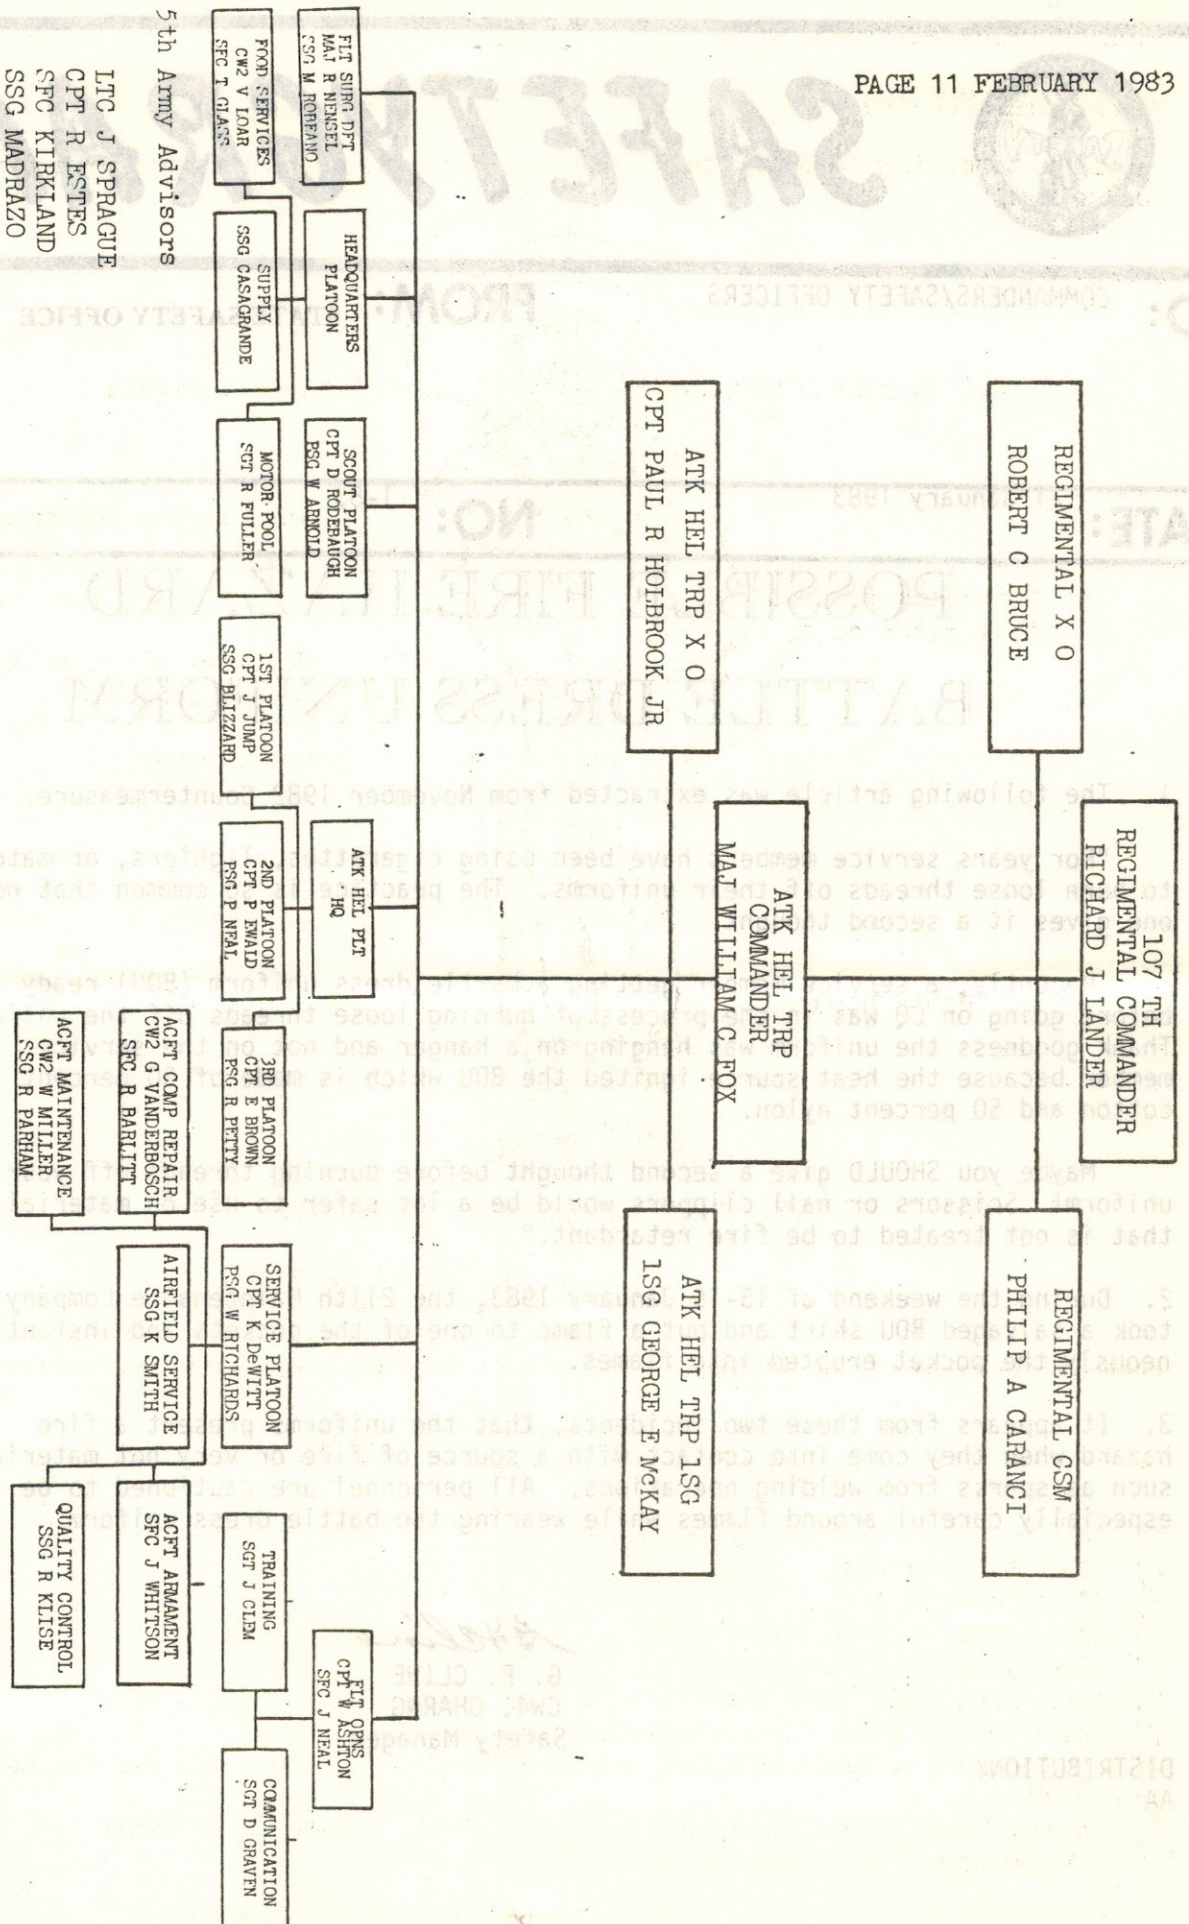 PAGE 11 FEBRUARY 1983
107 TH
REGIMENTAL COMMANDER
RICHARD J LANDER
REGIMENTAL X O
ROBERT C BRUCE
REGIMENTAL CSM
PHILIP A CARANCI
ATK HEL TRP
COMMANDER
MAJ WILLIAM C FOX
ATK HEL TRP X O
CPT PAUL R HOLBROOK JR
ATK HEL TRP 1SG
1SG GEORGE E McKAY
FLT SURG DFT
MAJ R NENSEL
SSG M ROREANO
HEADQUARTERS
PLATOON
SCOUT PLATOON
CPT D RODEBAUGH
PSG W ARNOLD
ATK HEL PLT
HQ
SERVICE PLATOON
CPT K DeWITT
PSG W RICHARDS
FLT OPNS
CPT W ASHTON
SFC J NEAL
FOOD SERVICES
CW2 V LOAR
SFC T GLASS
SUPPLY
SSG CASAGRANDE
MOTOR POOL
SGT R FULLER
1ST PLATOON
CPT J JUMP
SSG BLIZZARD
2ND PLATOON
CPT P EWALD
PSG P NEAL
3RD PLATOON
CPT E BROWN
PSG R PETTY
TRAINING
SGT J CLEM
COMMUNICATION
SGT D GRAVEN
ACFT COMP REPAIR
CW2 G VANDERBOSCH
SFC R BARLITT
AIRFIELD SERVICE
SSG K SMITH
ACFT ARMAMENT
SFC J WHITSON
ACFT MAINTENANCE
CW2 W MILLER
SSG R PARHAM
QUALITY CONTROL
SSG R KLISE
5th Army Advisors
LTC J SPRAGUE
CPT R ESTES
SFC KIRKLAND
SSG MADRAZO